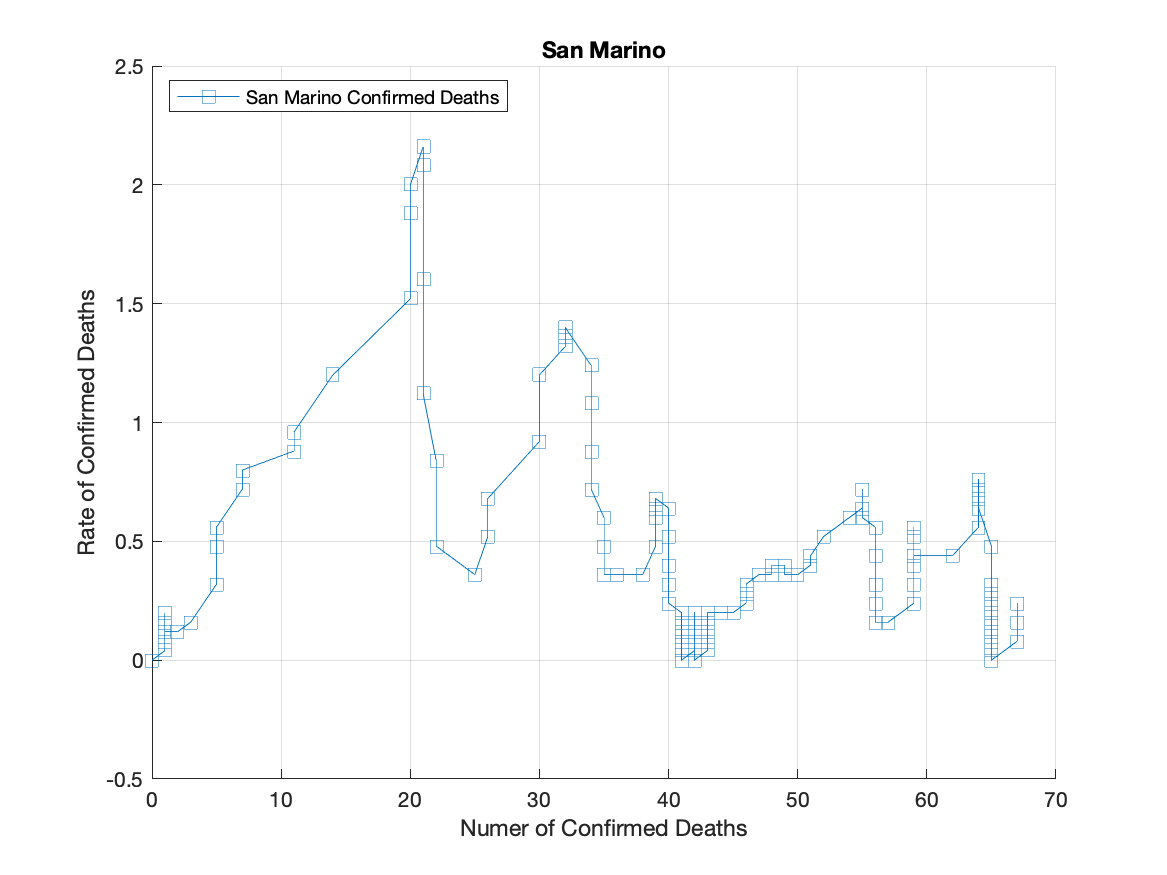 San Marino
2.5
San Marino Confirmed Deaths
2
1.5
1
0.5
0
-0.5
Rate of Confirmed Deaths
0 10 20 30 40 50 60 70
Numer of Confirmed Deaths